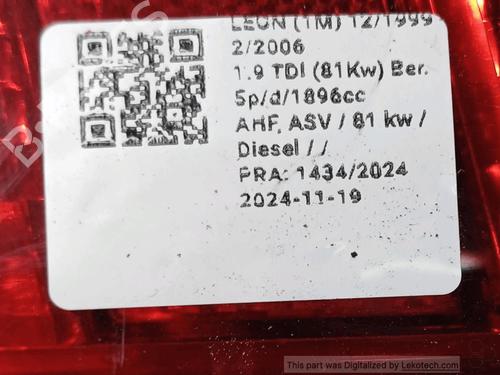 LEON (1M) 12/1999
2/2006
1.9 TDI (81Kw) Ber.
5p/d/1896cc
AHF, ASV / 81 kw /
Diesel / /
PRA: 1434/2024
2024-11-19
This part was Digitalized by Lekotech.com